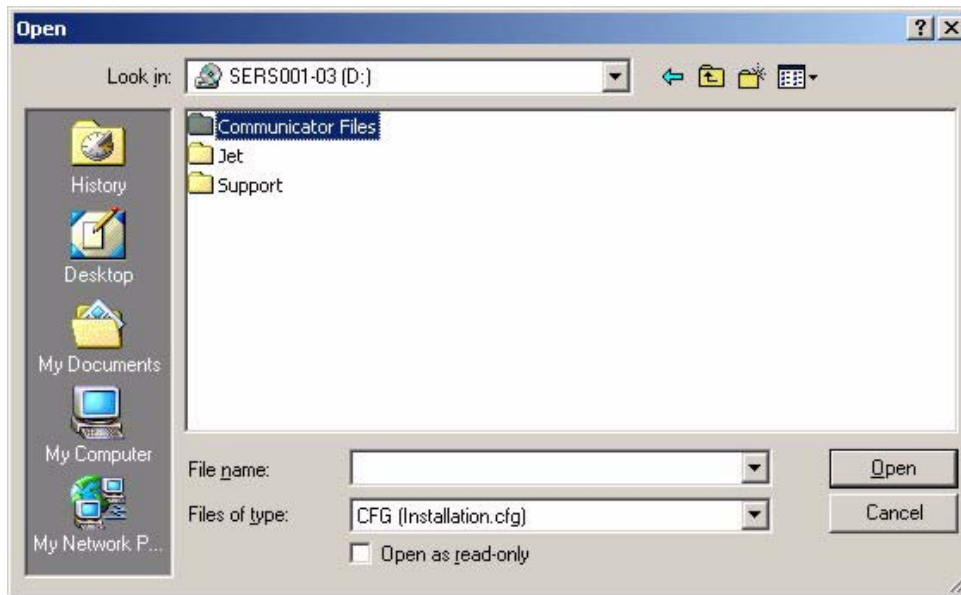 Open
Look in:
SERS001-03 (D:)
Communicator Files
Jet
Support
History
Desktop
My Documents
My Computer
My Network P...
File name:
Open
Files of type:
CFG (Installation.cfg)
Cancel
Open as read-only